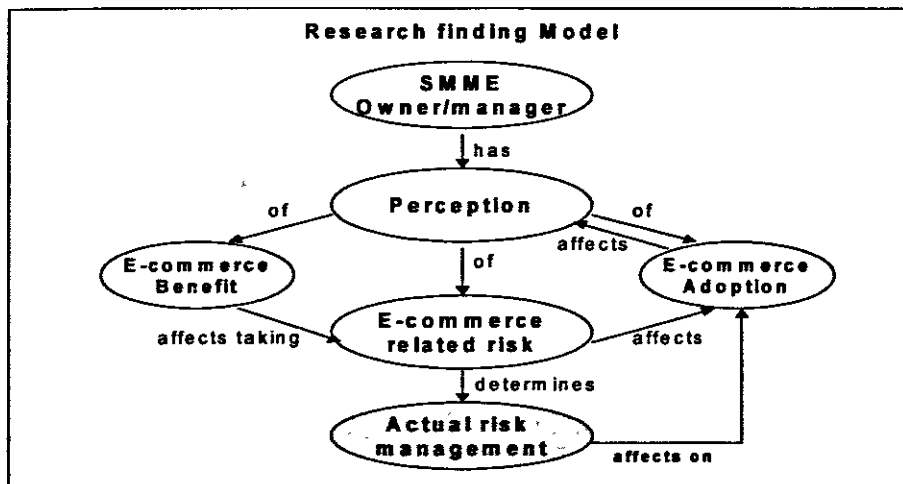 Research finding Model
SMME
Owner/manager
has
Perception
of
of
affects
E-commerce
Benefit
of
E-commerce
Adoption
affects taking
E-commerce
related risk
affects
determines
Actual risk
management
affects on